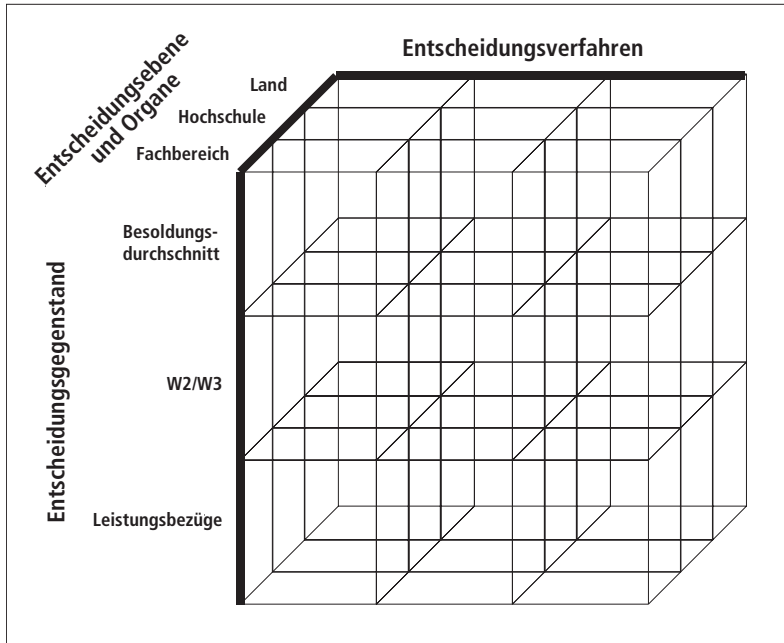 Entscheidungsebene
und Organe
Entscheidungsverfahren
Land
Hochschule
Fachbereich
Entscheidungsgegenstand
Besoldungs-
durchschnitt
W2/W3
Leistungsbezüge